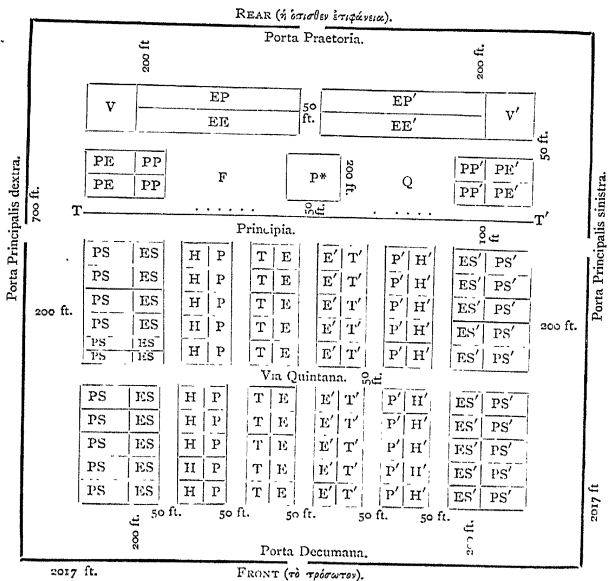 REAR (ἡ ὄπισθεν ἐπιφάνεια).
Porta Praetoria.
200 ft. 200 ft.
V EP 50 ft. EP′ V′
EE EE′
50 ft.
PE PP F P* 200 ft Q PP′ PE′
PE PP PP′ PE′
Porta Principalis dextra. 700 ft.
Porta Principalis sinistra.
T 50 ft. T′
Principia. 100 ft
PS ES H P T E E′ T′ P′ H′ ES′ PS′
PS ES H P T E E′ T′ P′ H′ ES′ PS′
200 ft. PS ES H P T E E′ T′ P′ H′ ES′ PS′ 200 ft.
PS ES H P T E E′ T′ P′ H′ ES′ PS′
PS ES H P T E E′ T′ P′ H′ ES′ PS′
PS ES
Via Quintana. 50 ft.
PS ES H P T E E′ T′ P′ H′ ES′ PS′
PS ES H P T E E′ T′ P′ H′ ES′ PS′
PS ES H P T E E′ T′ P′ H′ ES′ PS′
PS ES H P T E E′ T′ P′ H′ ES′ PS′
PS ES H P T E E′ T′ P′ H′ ES′ PS′
50 ft. 50 ft. 50 ft. 50 ft. 50 ft.
200 ft. 200 ft.
2017 ft
Porta Decumana.
2017 ft. FRONT (τὸ πρόσωπον).